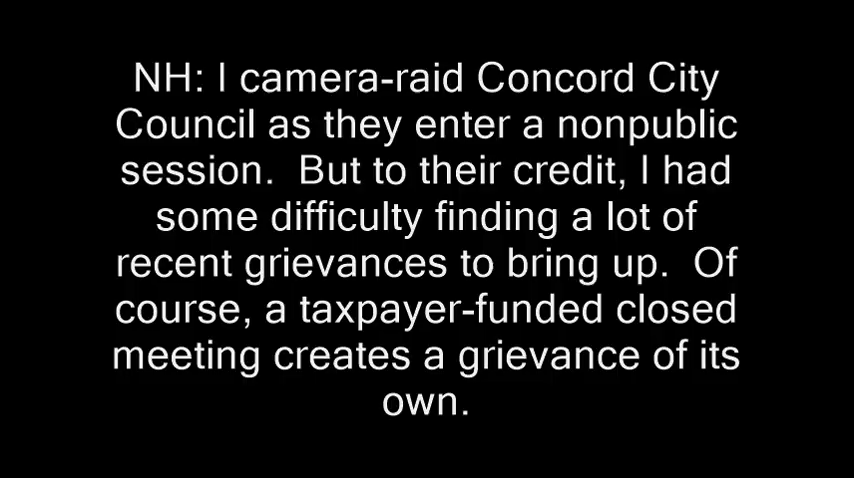 NH: I camera-raid Concord City
Council as they enter a nonpublic
session.  But to their credit, I had
some difficulty finding a lot of
recent grievances to bring up.  Of
course, a taxpayer-funded closed
meeting creates a grievance of its
own.